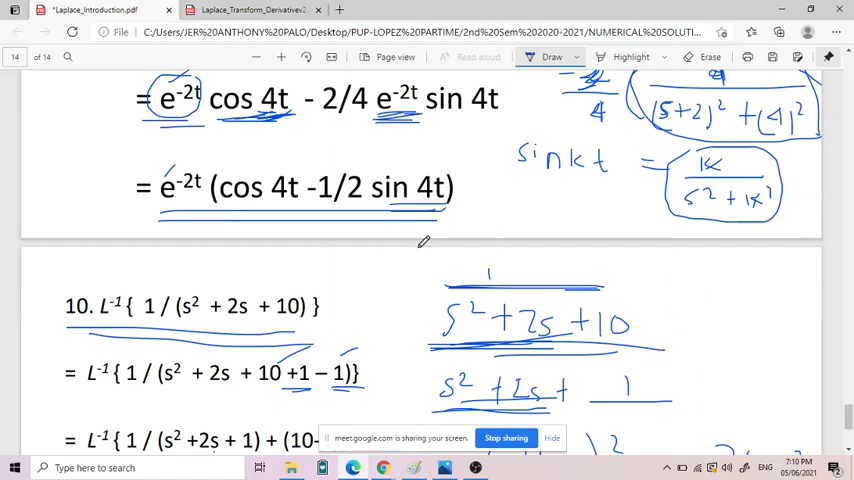 *Laplace_Introduction.pdf
Laplace_Transform_Derivativev2.
C:/Users/JER%20ANTHONY%20PALO/Desktop/PUP-LOPEZ%20PARTIME/2nd%20Sem%202020-2021/NUMERICAL%20SOLUTIO...
14 of 14
Page view
Read aloud
Draw
Highlight
Erase
= e-2t cos 4t - 2/4 e-2t sin 4t
4
(s+2)² + (4)²
sinkt = k
s² + k²
= e-2t (cos 4t -1/2 sin 4t)
1
s² + 2s + 10
10. L-1{ 1 / (s² + 2s + 10) }
= L-1{ 1 / (s² + 2s + 10 +1 – 1)}
s² + 2s + 1
= L-1{ 1 / (s² +2s + 1) + (10-
)²
meet.google.com is sharing your screen.
Stop sharing
Hide
Type here to search
ENG
7:10 PM
05/06/2021
2